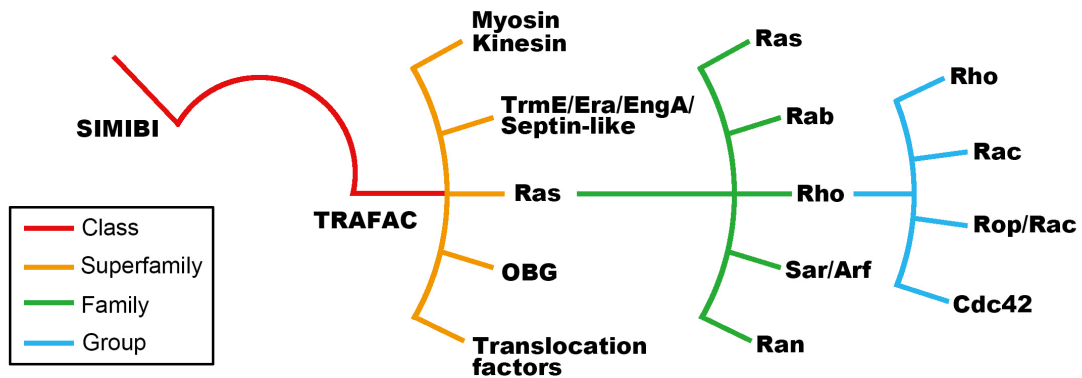 SIMIBI
TRAFAC
Myosin
Kinesin
TrmE/Era/EngA/
Septin-like
Ras
OBG
Translocation
factors
Ras
Rab
Rho
Sar/Arf
Ran
Rho
Rac
Rop/Rac
Cdc42
Class
Superfamily
Family
Group